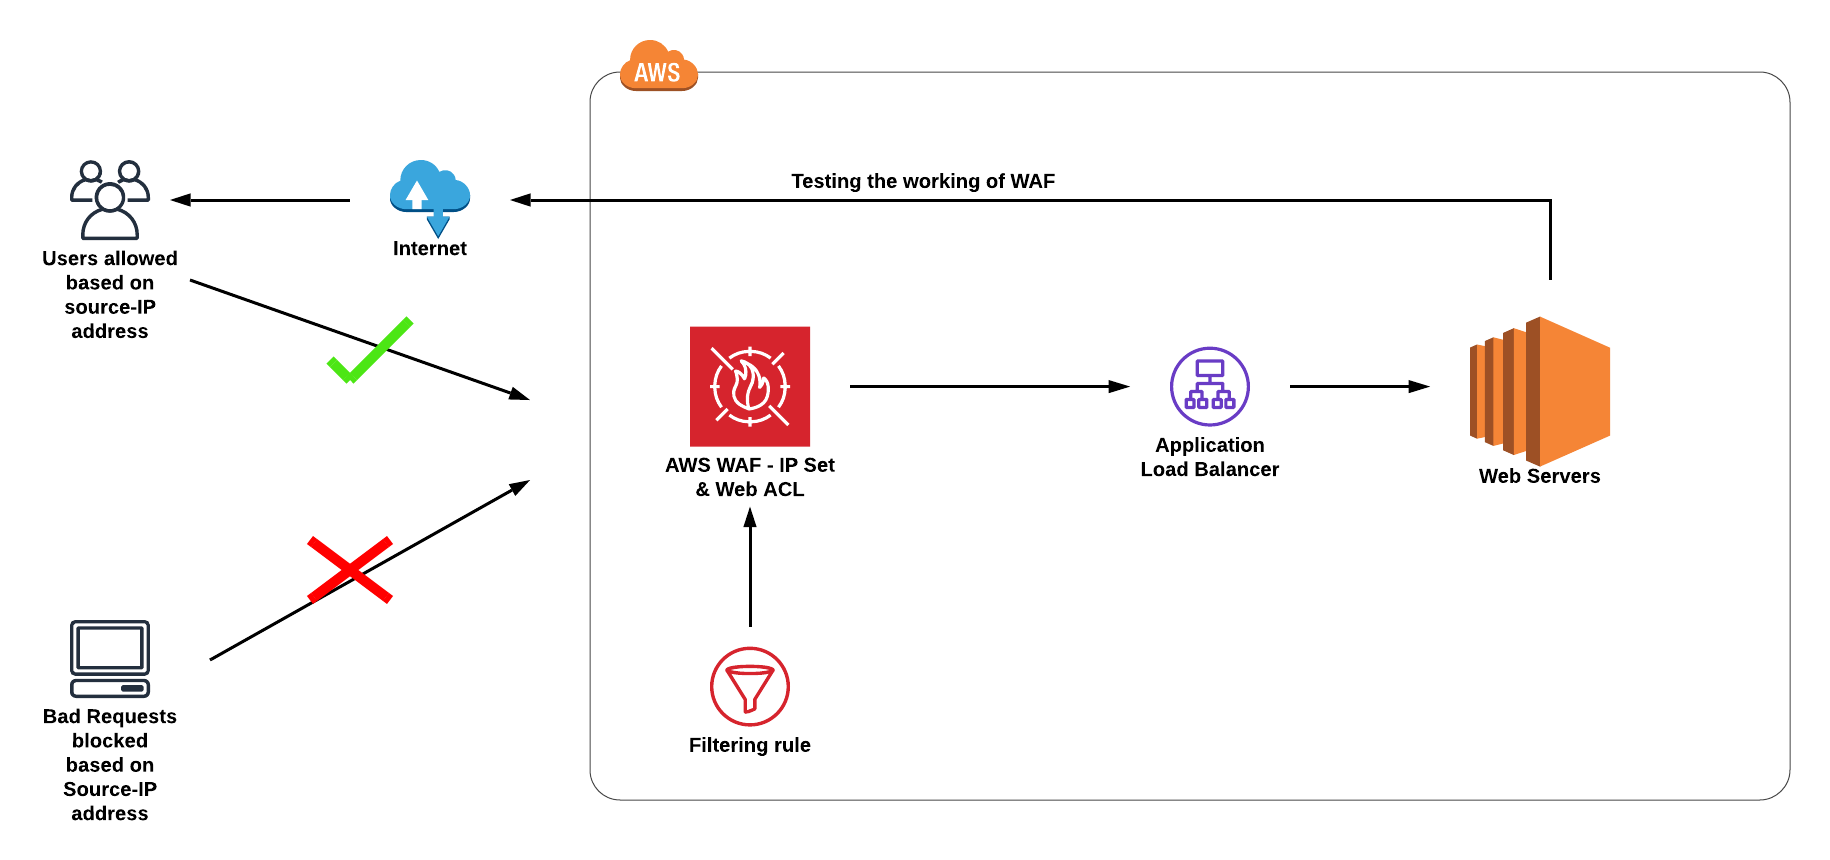 AWS
Testing the working of WAF
Internet
Users allowed
based on
source-IP
address
AWS WAF - IP Set
& Web ACL
Application
Load Balancer
Web Servers
Filtering rule
Bad Requests
blocked
based on
Source-IP
address